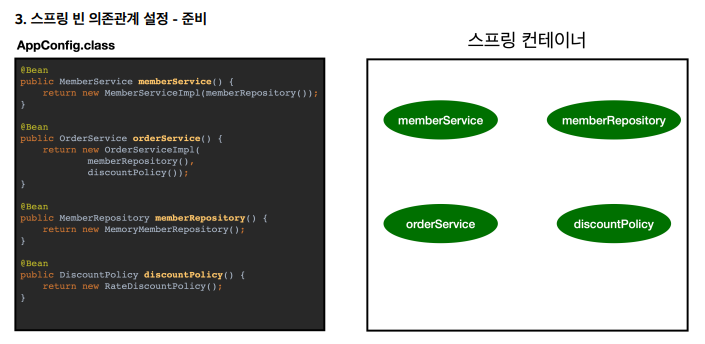 3. 스프링 빈 의존관계 설정 - 준비
AppConfig.class
@Bean
public MemberService memberService() {
    return new MemberServiceImpl(memberRepository());
}
@Bean
public OrderService orderService() {
    return new OrderServiceImpl(
            memberRepository(),
            discountPolicy());
}
@Bean
public MemberRepository memberRepository() {
    return new MemoryMemberRepository();
}
@Bean
public DiscountPolicy discountPolicy() {
    return new RateDiscountPolicy();
}
스프링 컨테이너
memberService
memberRepository
orderService
discountPolicy